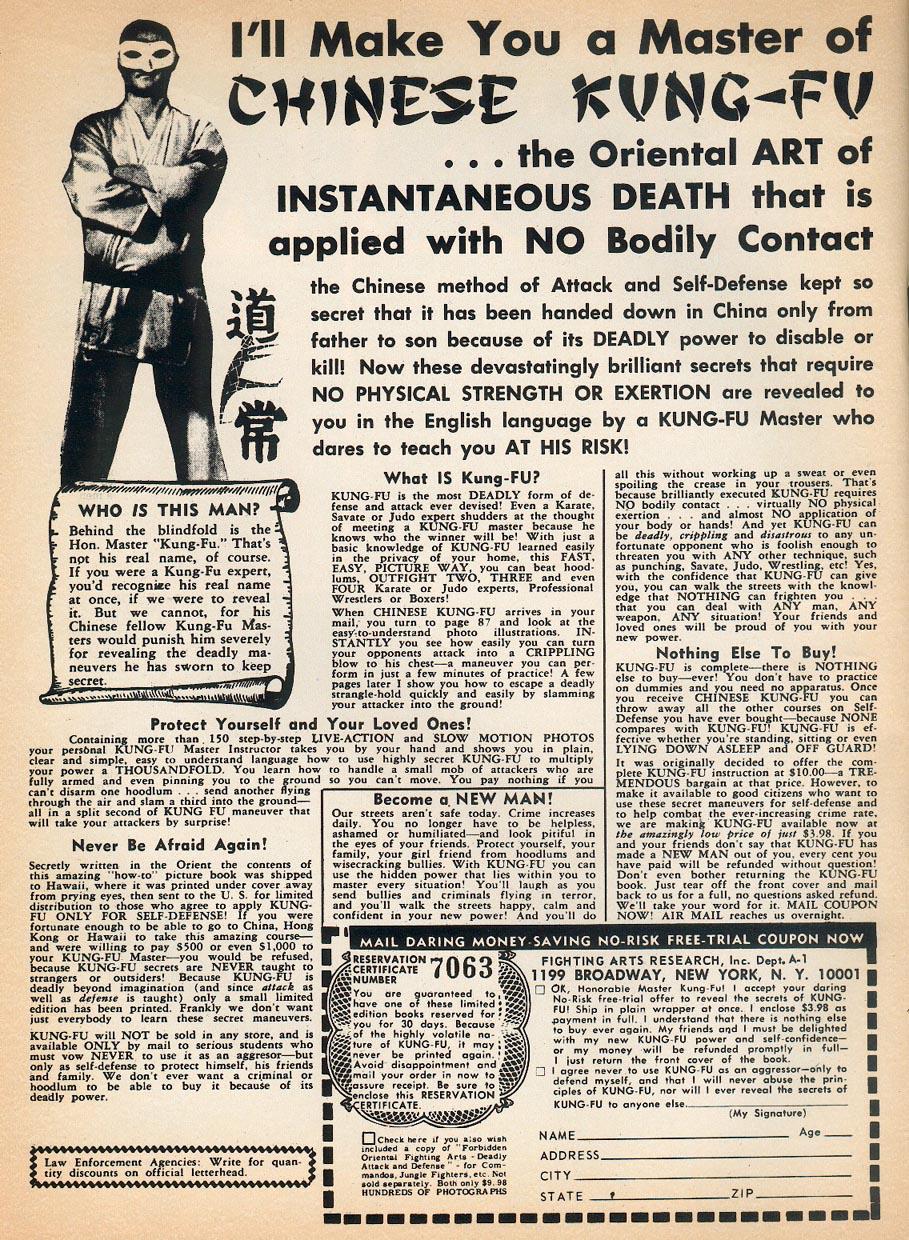 I'll Make You a Master of
CHINESE KUNG-FU
. . . the Oriental ART of
INSTANTANEOUS DEATH that is
applied with NO Bodily Contact
the Chinese method of Attack and Self-Defense kept so
secret that it has been handed down in China only from
father to son because of its DEADLY power to disable or
kill! Now these devastatingly brilliant secrets that require
NO PHYSICAL STRENGTH OR EXERTION are revealed to
you in the English language by a KUNG-FU Master who
dares to teach you AT HIS RISK!
道
常
WHO IS THIS MAN?
Behind the blindfold is the
Hon. Master "Kung-Fu." That's
not his real name, of course.
If you were a Kung-Fu expert,
you'd recognize his real name
at once, if we were to reveal
it. But we cannot, for his
Chinese fellow Kung-Fu Mas-
ters would punish him severely
for revealing the deadly ma-
neuvers he has sworn to keep
secret.
What IS Kung-FU?
KUNG-FU is the most DEADLY form of de-
fense and attack ever devised! Even a Karate,
Savate or Judo expert shudders at the thought
of meeting a KUNG-FU master because he
knows who the winner will be! With just a
basic knowledge of KUNG-FU learned easily
in the privacy of your home, this FAST,
EASY, PICTURE WAY, you can beat hood-
lums, OUTFIGHT TWO, THREE and even
FOUR Karate or Judo experts, Professional
Wrestlers or Boxers!
When CHINESE KUNG-FU arrives in your
mail, you turn to page 87 and look at the
easy-to-understand photo illustrations. IN-
STANTLY you see how easily you can turn
your opponents attack into a CRIPPLING
blow to his chest—a maneuver you can per-
form in just a few minutes of practice! A few
pages later I show you how to escape a deadly
strangle-hold quickly and easily by slamming
your attacker into the ground!
Protect Yourself and Your Loved Ones!
Containing more than 150 step-by-step LIVE-ACTION and SLOW MOTION PHOTOS
your personal KUNG-FU Master Instructor takes you by your hand and shows you in plain,
clear and simple, easy to understand language how to use highly secret KUNG-FU to multiply
your power a THOUSANDFOLD. You learn how to handle a small mob of attackers who are
fully armed and even pinning you to the ground so you can't move. You pay nothing if you
can't disarm one hoodlum . . . send another flying
through the air and slam a third into the ground—
all in a split second of KUNG FU maneuver that
will take your attackers by surprise!
Never Be Afraid Again!
Secretly written in the Orient the contents of
this amazing "how-to" picture book was shipped
to Hawaii, where it was printed under cover away
from prying eyes, then sent to the U. S. for limited
distribution to those who agree to apply KUNG-
FU ONLY FOR SELF-DEFENSE! If you were
fortunate enough to be able to go to China, Hong
Kong or Hawaii to take this amazing course—
and were willing to pay $500 or even $1,000 to
your KUNG-FU Master—you would be refused,
because KUNG-FU secrets are NEVER taught to
strangers or outsiders! Because KUNG-FU is
deadly beyond imagination (and since attack as
well as defense is taught) only a small limited
edition has been printed. Frankly we don't want
just everybody to learn these secret maneuvers.
KUNG-FU will NOT be sold in any store, and is
available ONLY by mail to serious students who
must vow NEVER to use it as an aggresor—but
only as self-defense to protect himself, his friends
and family. We don't ever want a criminal or
hoodlum to be able to buy it because of its
deadly power.
Law Enforcement Agencies: Write for quan-
tity discounts on official letterhead.
Become a NEW MAN!
Our streets aren't safe today. Crime increases
daily. You no longer have to be helpless,
ashamed or humiliated—and look pitiful in
the eyes of your friends. Protect yourself, your
family, your girl friend from hoodlums and
wisecracking bullies. With KUNG-FU you can
use the hidden power that lies within you to
master every situation! You'll laugh as you
send bullies and criminals flying in terror,
and you'll walk the streets happy, calm and
confident in your new power! And you'll do
all this without working up a sweat or even
spoiling the crease in your trousers. That's
because brilliantly executed KUNG-FU requires
NO bodily contact . . . virtually NO physical
exertion . . . and almost NO application of
your body or hands! And yet KUNG-FU can
be deadly, crippling and disastrous to any un-
fortunate opponent who is foolish enough to
threaten you with ANY other technique, such
as punching, Savate, Judo, Wrestling, etc! Yes,
with the confidence that KUNG-FU can give
you, you can walk the streets with the knowl-
edge that NOTHING can frighten you . . .
that you can deal with ANY man, ANY
weapon, ANY situation! Your friends and
loved ones will be proud of you with your
new power.
Nothing Else To Buy!
KUNG-FU is complete—there is NOTHING
else to buy—ever! You don't have to practice
on dummies and you need no apparatus. Once
you receive CHINESE KUNG-FU you can
throw away all the other courses on Self-
Defense you have ever bought—because NONE
compares with KUNG-FU! KUNG-FU is ef-
fective whether you're standing, sitting or even
LYING DOWN ASLEEP and OFF GUARD!
It was originally decided to offer the com-
plete KUNG-FU instruction at $10.00—a TRE-
MENDOUS bargain at that price. However, to
make it available to good citizens who want to
use these secret maneuvers for self-defense and
to help combat the ever-increasing crime rate,
we are making KUNG-FU available now at
the amazingly low price of just $3.98. If you
and your friends don't say that KUNG-FU has
made a NEW MAN out of you, every cent you
have paid will be refunded without question!
Don't even bother returning the KUNG-FU
book. Just tear off the front cover and mail
back to us for a full, no questions asked refund.
We'll take your word for it. MAIL COUPON
NOW! AIR MAIL reaches us overnight.
MAIL DARING MONEY-SAVING NO-RISK FREE-TRIAL COUPON NOW
RESERVATION
CERTIFICATE
NUMBER 7063
You are guaranteed to
have one of these limited
edition books reserved for
you for 30 days. Because
of the highly volatile na-
ture of KUNG-FU, it may
never be printed again.
Avoid disappointment and
mail your order in now to
assure receipt. Be sure to
enclose this RESERVATION
CERTIFICATE.
Check here if you also wish
included a copy of "Forbidden
Oriental Fighting Arts - Deadly
Attack and Defense" - for Com-
mandos, Jungle Fighters, etc. Not
sold separately. Both only $9.98
HUNDREDS OF PHOTOGRAPHS
FIGHTING ARTS RESEARCH, Inc. Dept. A-1
1199 BROADWAY, NEW YORK, N. Y. 10001
OK, Honorable Master Kung-Fu! I accept your daring
No-Risk free-trial offer to reveal the secrets of KUNG-
FU! Ship in plain wrapper at once. I enclose $3.98 as
payment in full. I understand that there is nothing else
to buy ever again. My friends and I must be delighted
with my new KUNG-FU power and self-confidence—
or my money will be refunded promptly in full—
I just return the front cover of the book.
I agree never to use KUNG-FU as an aggressor—only to
defend myself, and that I will never abuse the prin-
ciples of KUNG-FU, nor will I ever reveal the secrets of
KUNG-FU to anyone else.
(My Signature)
NAME Age
ADDRESS
CITY
STATE ZIP